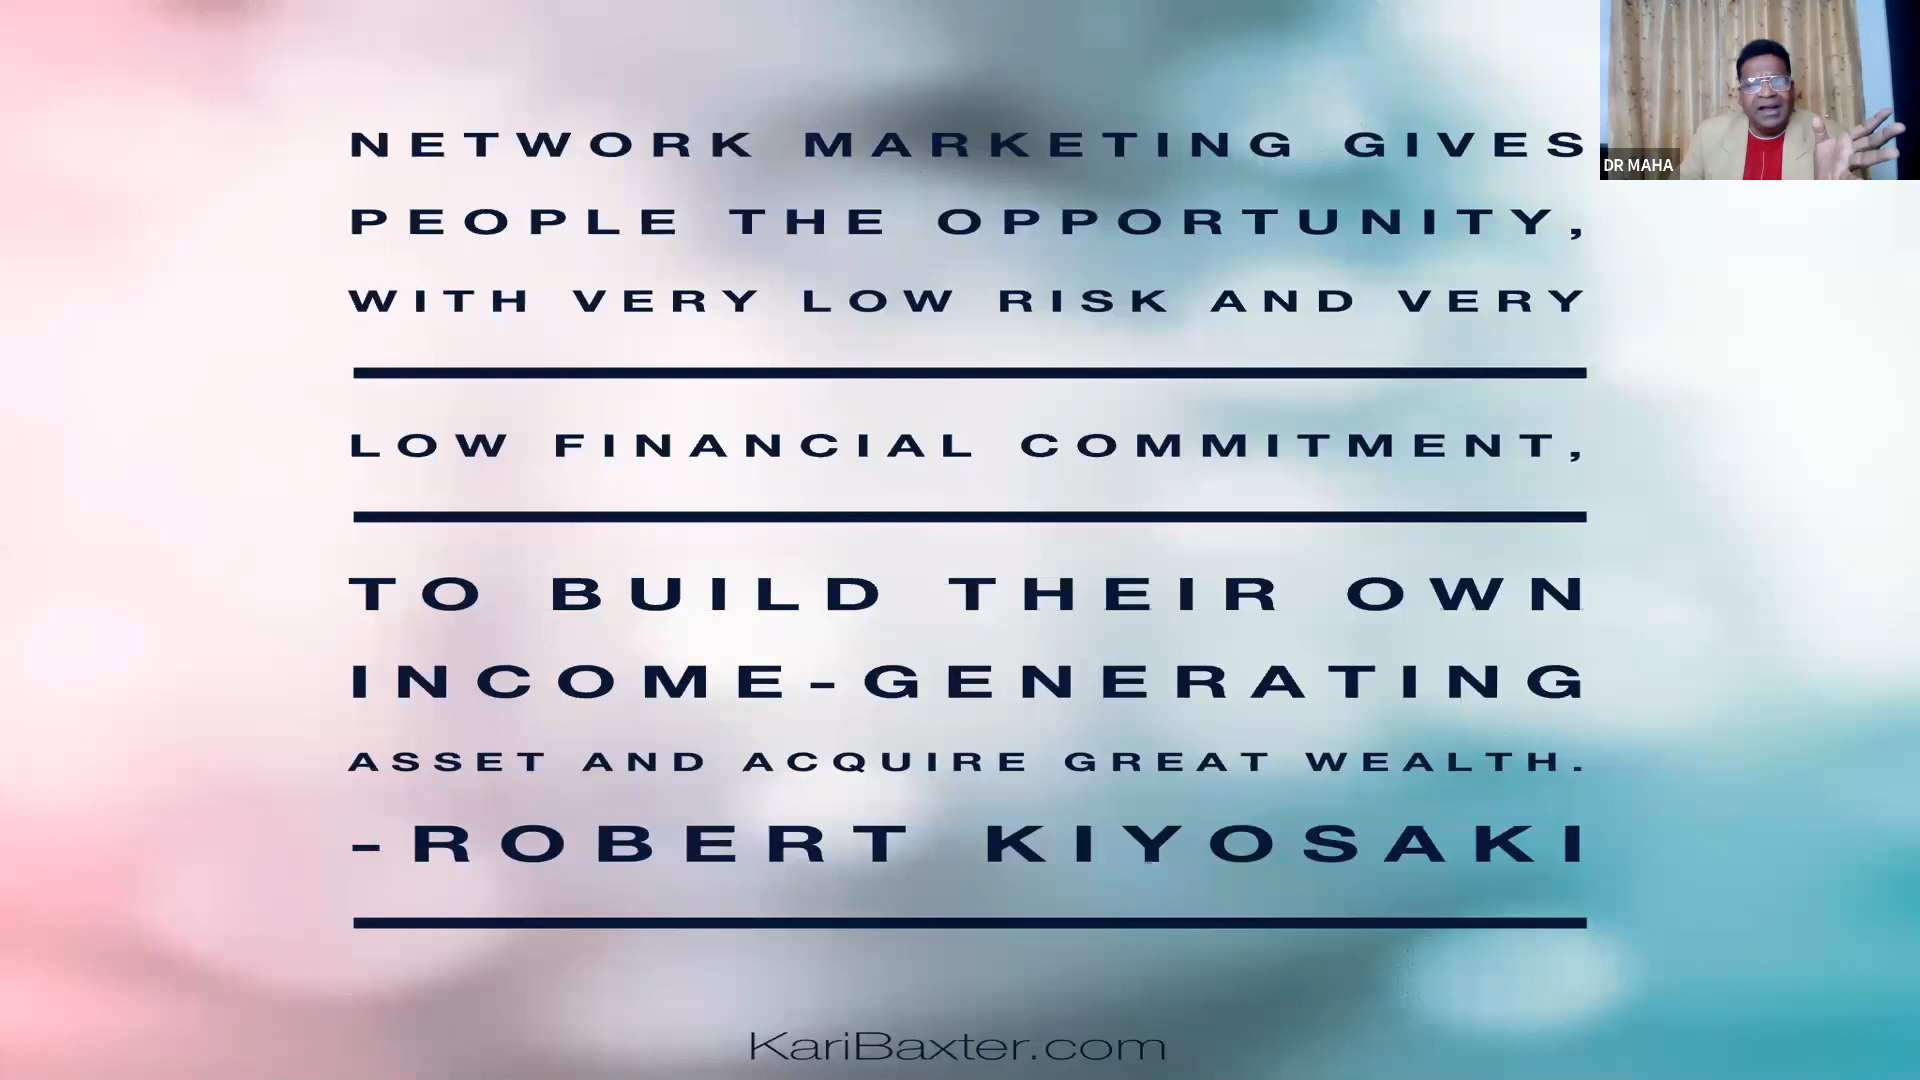 NETWORK MARKETING GIVES
PEOPLE THE OPPORTUNITY,
WITH VERY LOW RISK AND VERY
LOW FINANCIAL COMMITMENT,
TO BUILD THEIR OWN
INCOME-GENERATING
ASSET AND ACQUIRE GREAT WEALTH.
-ROBERT KIYOSAKI
KariBaxter.com
DR MAHA